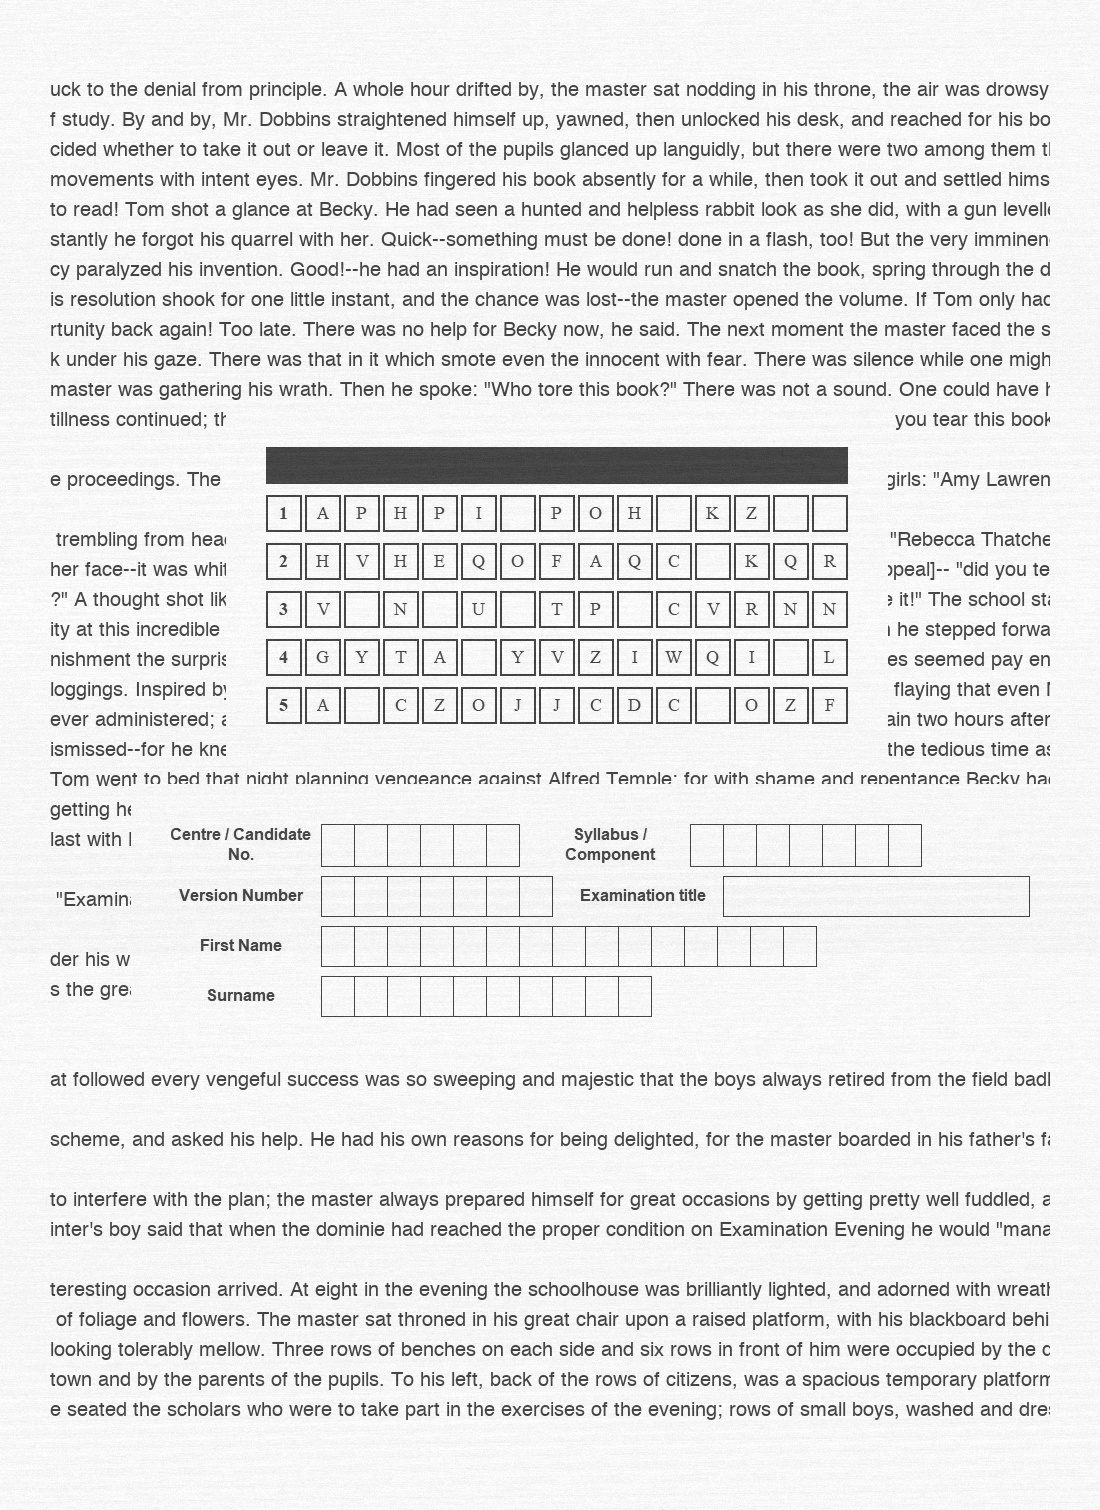 uck to the denial from principle. A whole hour drifted by, the master sat nodding in his throne, the air was drowsy
f study. By and by, Mr. Dobbins straightened himself up, yawned, then unlocked his desk, and reached for his bo
cided whether to take it out or leave it. Most of the pupils glanced up languidly, but there were two among them
movements with intent eyes. Mr. Dobbins fingered his book absently for a while, then took it out and settled hims
to read! Tom shot a glance at Becky. He had seen a hunted and helpless rabbit look as she did, with a gun levell
stantly he forgot his quarrel with her. Quick--something must be done! done in a flash, too! But the very imminen
cy paralyzed his invention. Good!--he had an inspiration! He would run and snatch the book, spring through the d
is resolution shook for one little instant, and the chance was lost--the master opened the volume. If Tom only had
rtunity back again! Too late. There was no help for Becky now, he said. The next moment the master faced the s
k under his gaze. There was that in it which smote even the innocent with fear. There was silence while one migh
master was gathering his wrath. Then he spoke: "Who tore this book?" There was not a sound. One could have
tillness continued; you tear this book
e proceedings. The girls: "Amy Lawren
1 A P H P I P O H K Z
trembling from hea "Rebecca Thatche
2 H V H E Q O F A Q C K Q R
her face--it was whit ppeal]-- "did you te
?" A thought shot lik e it!" The school sta
3 V N U T P C V R N N
ity at this incredible he stepped forwa
nishment the surpris es seemed pay en
4 G Y T A Y V Z I W Q I L
loggings. Inspired by flaying that even
5 A C Z O J J C D C O Z F
ever administered; ain two hours after
ismissed--for he kne the tedious time as
Tom went to bed that night planning vengeance against Alfred Temple; for with shame and repentance Becky had
getting he
last with
Centre / Candidate No. Syllabus / Component
"Examin Version Number Examination title
First Name
der his w
s the grea Surname
at followed every vengeful success was so sweeping and majestic that the boys always retired from the field badl
scheme, and asked his help. He had his own reasons for being delighted, for the master boarded in his father's fa
to interfere with the plan; the master always prepared himself for great occasions by getting pretty well fuddled, a
inter's boy said that when the dominie had reached the proper condition on Examination Evening he would "mana
teresting occasion arrived. At eight in the evening the schoolhouse was brilliantly lighted, and adorned with wreath
of foliage and flowers. The master sat throned in his great chair upon a raised platform, with his blackboard behi
looking tolerably mellow. Three rows of benches on each side and six rows in front of him were occupied by the d
town and by the parents of the pupils. To his left, back of the rows of citizens, was a spacious temporary platform
e seated the scholars who were to take part in the exercises of the evening; rows of small boys, washed and dre